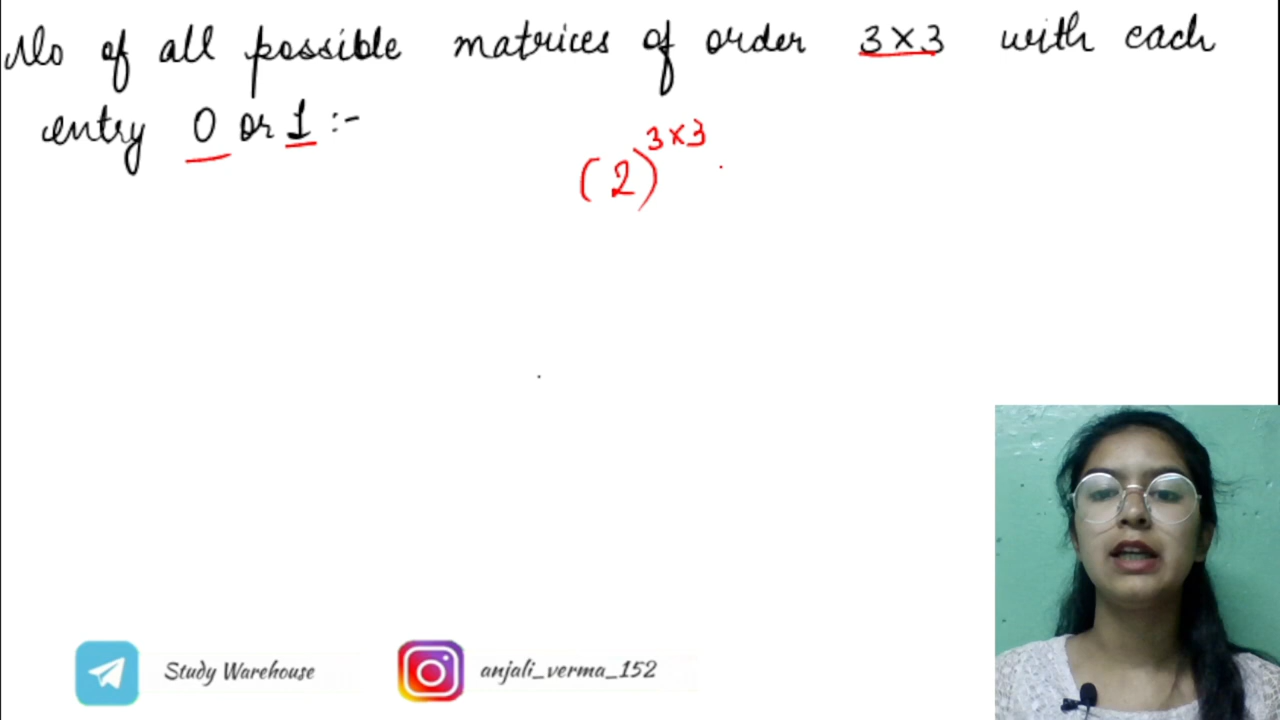 No of all possible matrices of order 3×3 with each
entry 0 or 1 :-
(2)^{3×3}
Study Warehouse
anjali_verma_152